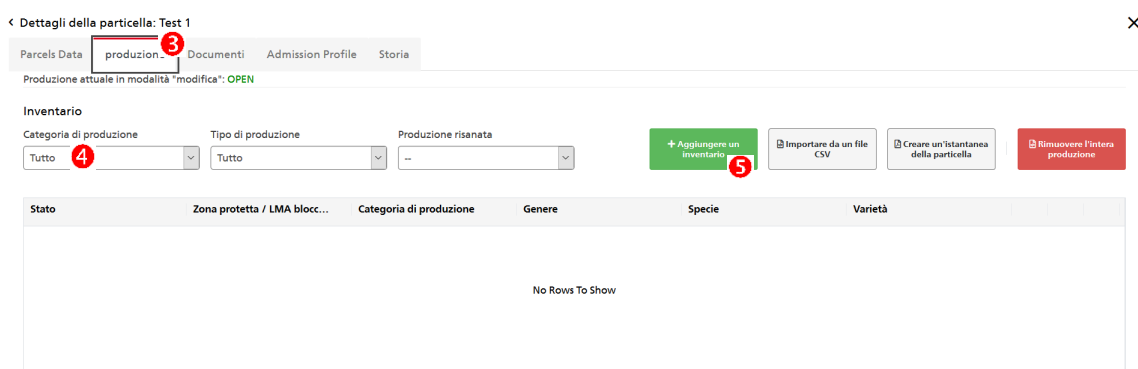 Dettagli della particella: Test 1
3
Parcels Data produzion Documenti Admission Profile Storia
Produzione attuale in modalità "modifica": OPEN
Inventario
Categoria di produzione Tipo di produzione Produzione risanata
Tutto 4 Tutto --
+ Aggiungere un inventario 5
Importare da un file CSV
Creare un'istantanea della particella
Rimuovere l'intera produzione
Stato Zona protetta / LMA blocc... Categoria di produzione Genere Specie Varietà
No Rows To Show